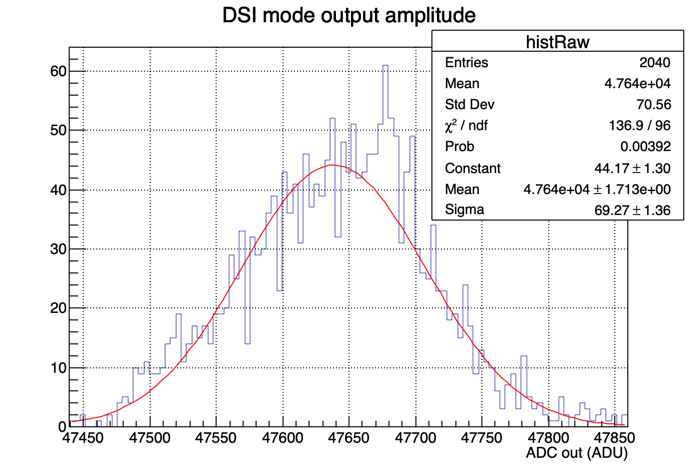 DSI mode output amplitude
histRaw
Entries 2040
Mean 4.764e+04
Std Dev 70.56
χ² / ndf 136.9 / 96
Prob 0.00392
Constant 44.17 ± 1.30
Mean 4.764e+04 ± 1.713e+00
Sigma 69.27 ± 1.36
60
50
40
30
20
10
0
47450 47500 47550 47600 47650 47700 47750 47800 47850
ADC out (ADU)